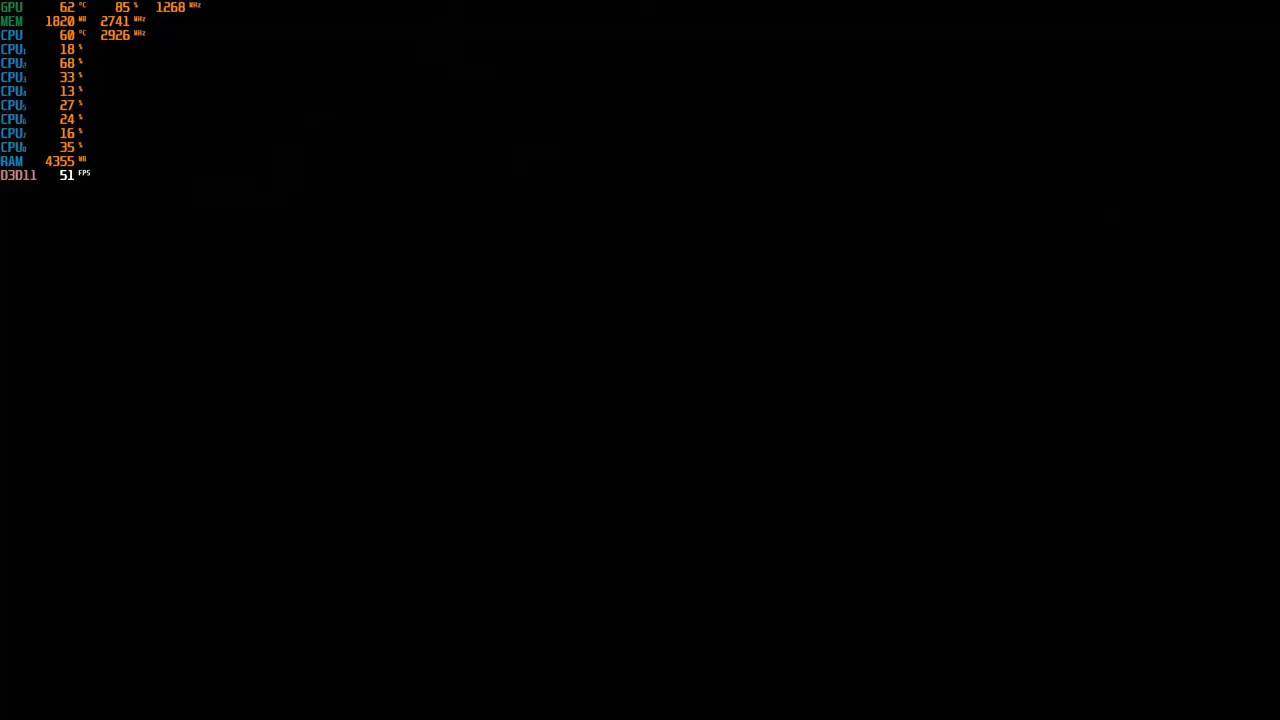 GPU 62 °C 85 % 1268 MHz
MEM 1820 MB 2741 MHz
CPU 60 °C 2926 MHz
CPU1 18 %
CPU2 68 %
CPU3 33 %
CPU4 13 %
CPU5 27 %
CPU6 24 %
CPU7 16 %
CPU8 35 %
RAM 4355 MB
D3D11 51 FPS